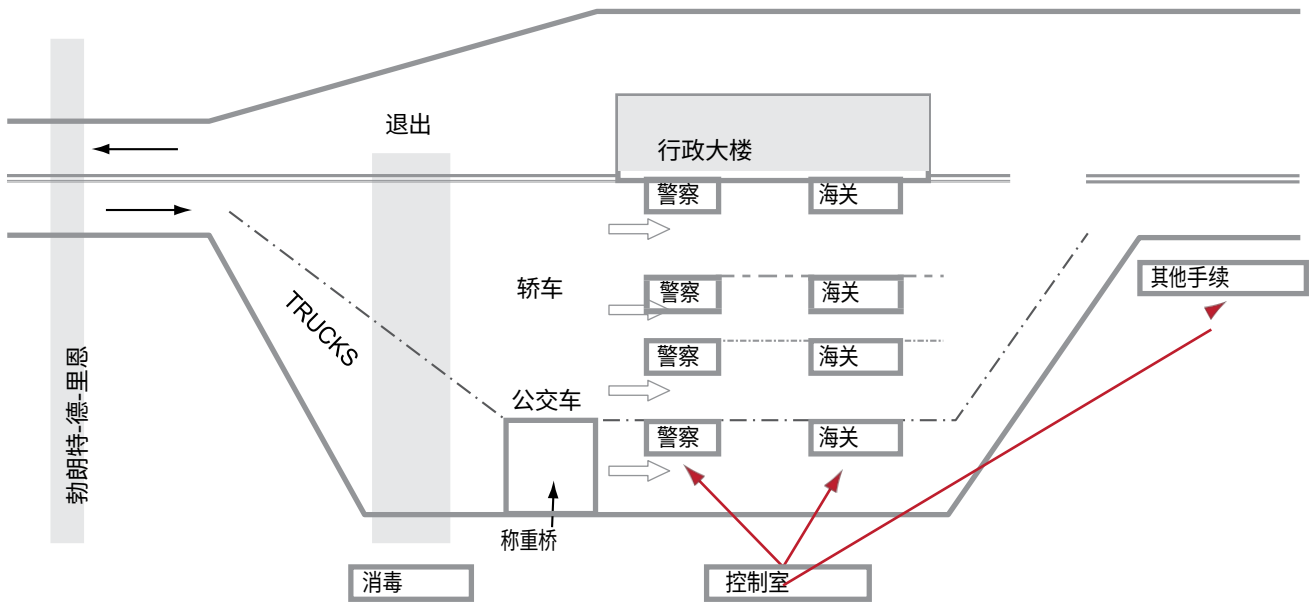 退出
行政大楼
警察
海关
轿车
警察
海关
其他手续
TRUCKS
警察
海关
勃朗特-德-里恩
公交车
警察
海关
称重桥
消毒
控制室